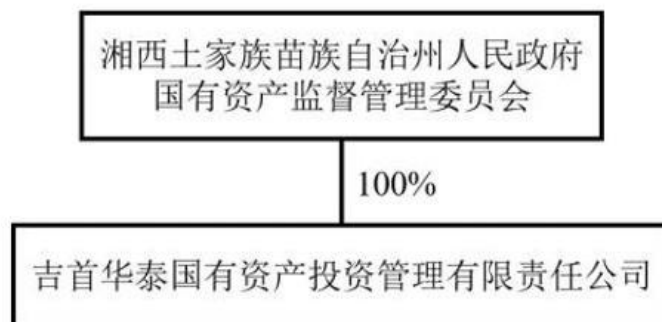 湘西土家族苗族自治州人民政府
国有资产监督管理委员会
100%
吉首华泰国有资产投资管理有限责任公司